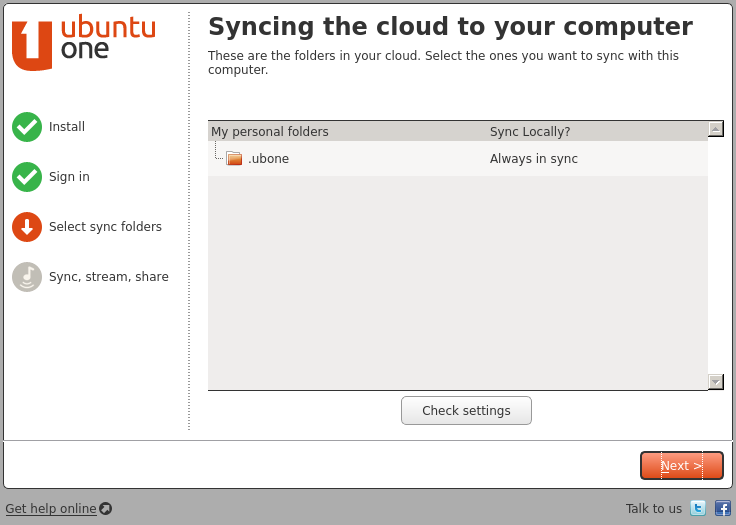 ubuntu
one
Syncing the cloud to your computer
These are the folders in your cloud. Select the ones you want to sync with this
computer.
Install
Sign in
Select sync folders
Sync, stream, share
My personal folders Sync Locally?
.ubone Always in sync
Check settings
Next >
Get help online Talk to us